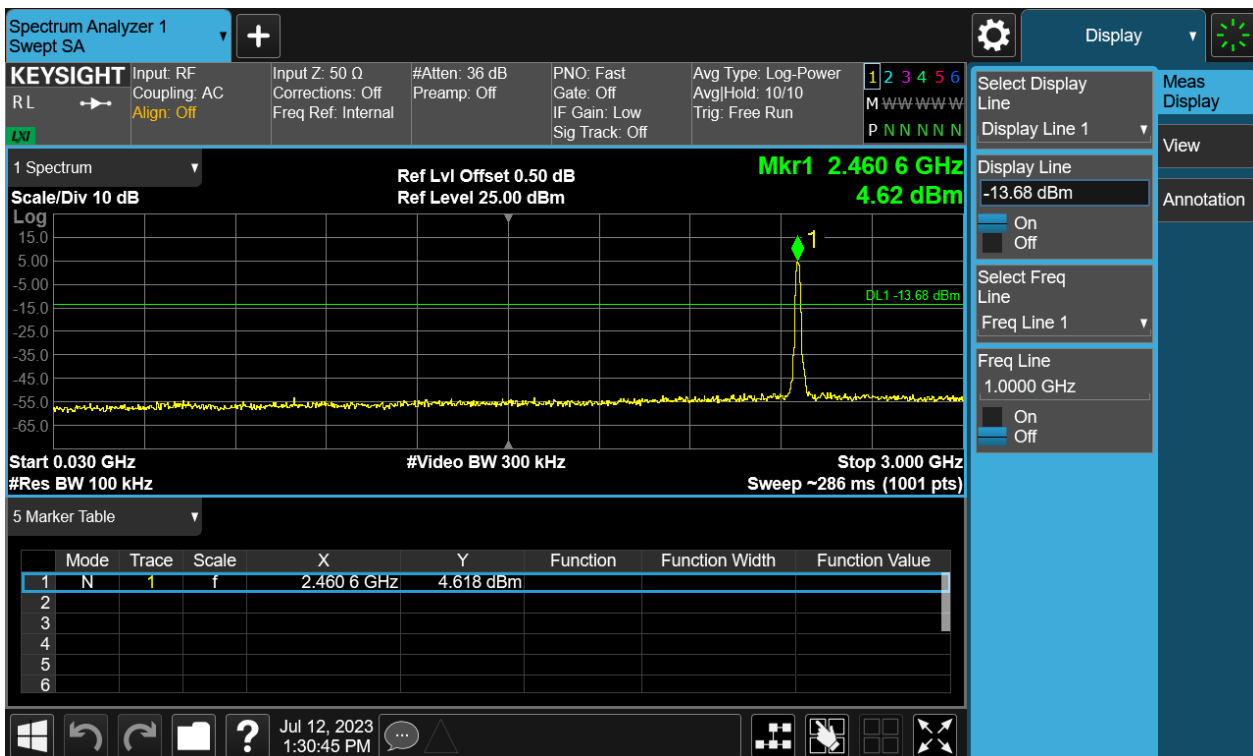 Spectrum Analyzer 1
Swept SA
+
Display
KEYSIGHT
RL
LXI
Input: RF
Coupling: AC
Align: Off
Input Z: 50 Ω
Corrections: Off
Freq Ref: Internal
#Atten: 36 dB
Preamp: Off
PNO: Fast
Gate: Off
IF Gain: Low
Sig Track: Off
Avg Type: Log-Power
Avg|Hold: 10/10
Trig: Free Run
1 2 3 4 5 6
M W W W W W
P N N N N N
1 Spectrum
Scale/Div 10 dB
Ref Lvl Offset 0.50 dB
Ref Level 25.00 dBm
Mkr1 2.460 6 GHz
4.62 dBm
Log
15.0
5.00
-5.00
-15.0
-25.0
-35.0
-45.0
-55.0
-65.0
1
DL1 -13.68 dBm
Start 0.030 GHz
#Video BW 300 kHz
Stop 3.000 GHz
#Res BW 100 kHz
Sweep ~286 ms (1001 pts)
5 Marker Table
Mode Trace Scale X Y Function Function Width Function Value
1 N 1 f 2.460 6 GHz 4.618 dBm
2
3
4
5
6
Select Display
Line
Display Line 1
Display Line
-13.68 dBm
On
Off
Select Freq
Line
Freq Line 1
Freq Line
1.0000 GHz
On
Off
Meas
Display
View
Annotation
?
Jul 12, 2023
1:30:45 PM